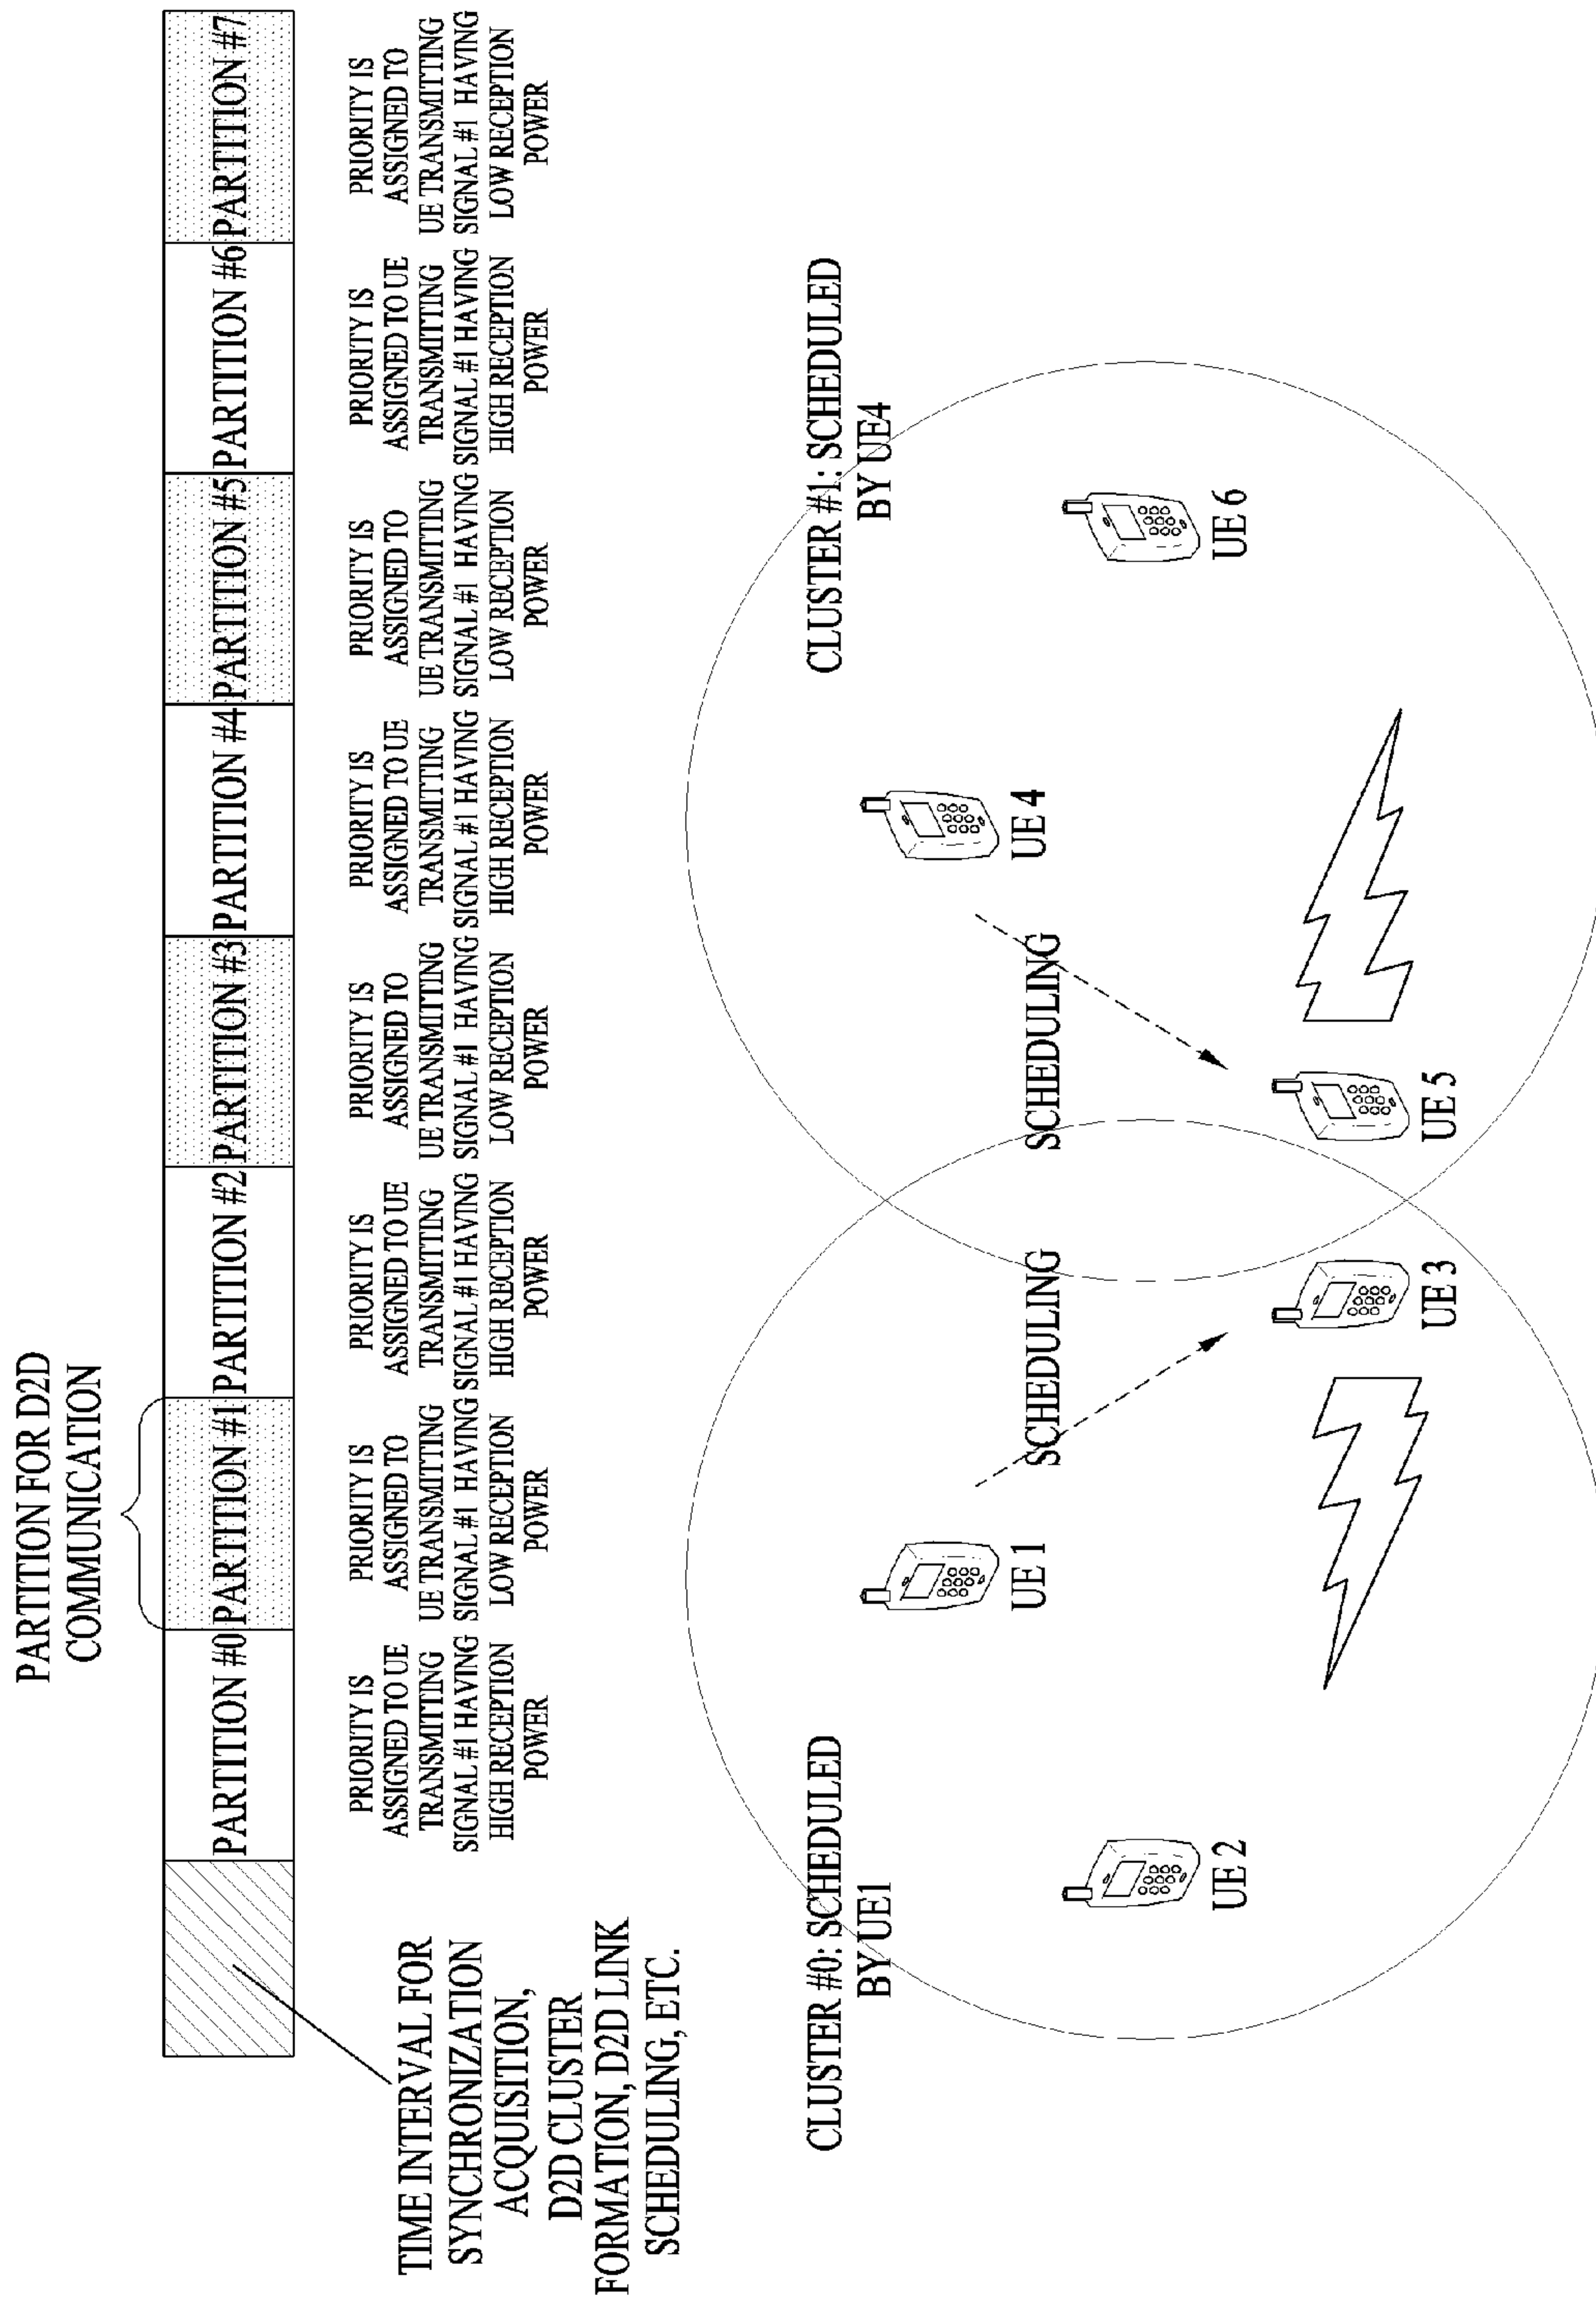 PARTITION FOR D2D
COMMUNICATION
PARTITION #0
PARTITION #1
PARTITION #2
PARTITION #3
PARTITION #4
PARTITION #5
PARTITION #6
PARTITION #7
TIME INTERVAL FOR
SYNCHRONIZATION
ACQUISITION,
D2D CLUSTER
FORMATION, D2D LINK
SCHEDULING, ETC.
PRIORITY IS
ASSIGNED TO UE
TRANSMITTING
SIGNAL #1 HAVING
HIGH RECEPTION
POWER
PRIORITY IS
ASSIGNED TO
UE TRANSMITTING
SIGNAL #1 HAVING
LOW RECEPTION
POWER
PRIORITY IS
ASSIGNED TO UE
TRANSMITTING
SIGNAL #1 HAVING
HIGH RECEPTION
POWER
PRIORITY IS
ASSIGNED TO
UE TRANSMITTING
SIGNAL #1 HAVING
LOW RECEPTION
POWER
PRIORITY IS
ASSIGNED TO UE
TRANSMITTING
SIGNAL #1 HAVING
HIGH RECEPTION
POWER
PRIORITY IS
ASSIGNED TO
UE TRANSMITTING
SIGNAL #1 HAVING
LOW RECEPTION
POWER
PRIORITY IS
ASSIGNED TO UE
TRANSMITTING
SIGNAL #1 HAVING
HIGH RECEPTION
POWER
PRIORITY IS
ASSIGNED TO
UE TRANSMITTING
SIGNAL #1 HAVING
LOW RECEPTION
POWER
CLUSTER #0: SCHEDULED
BY UE1
CLUSTER #1: SCHEDULED
BY UE4
UE 1
UE 4
SCHEDULING
SCHEDULING
UE 2
UE 6
UE 3
UE 5